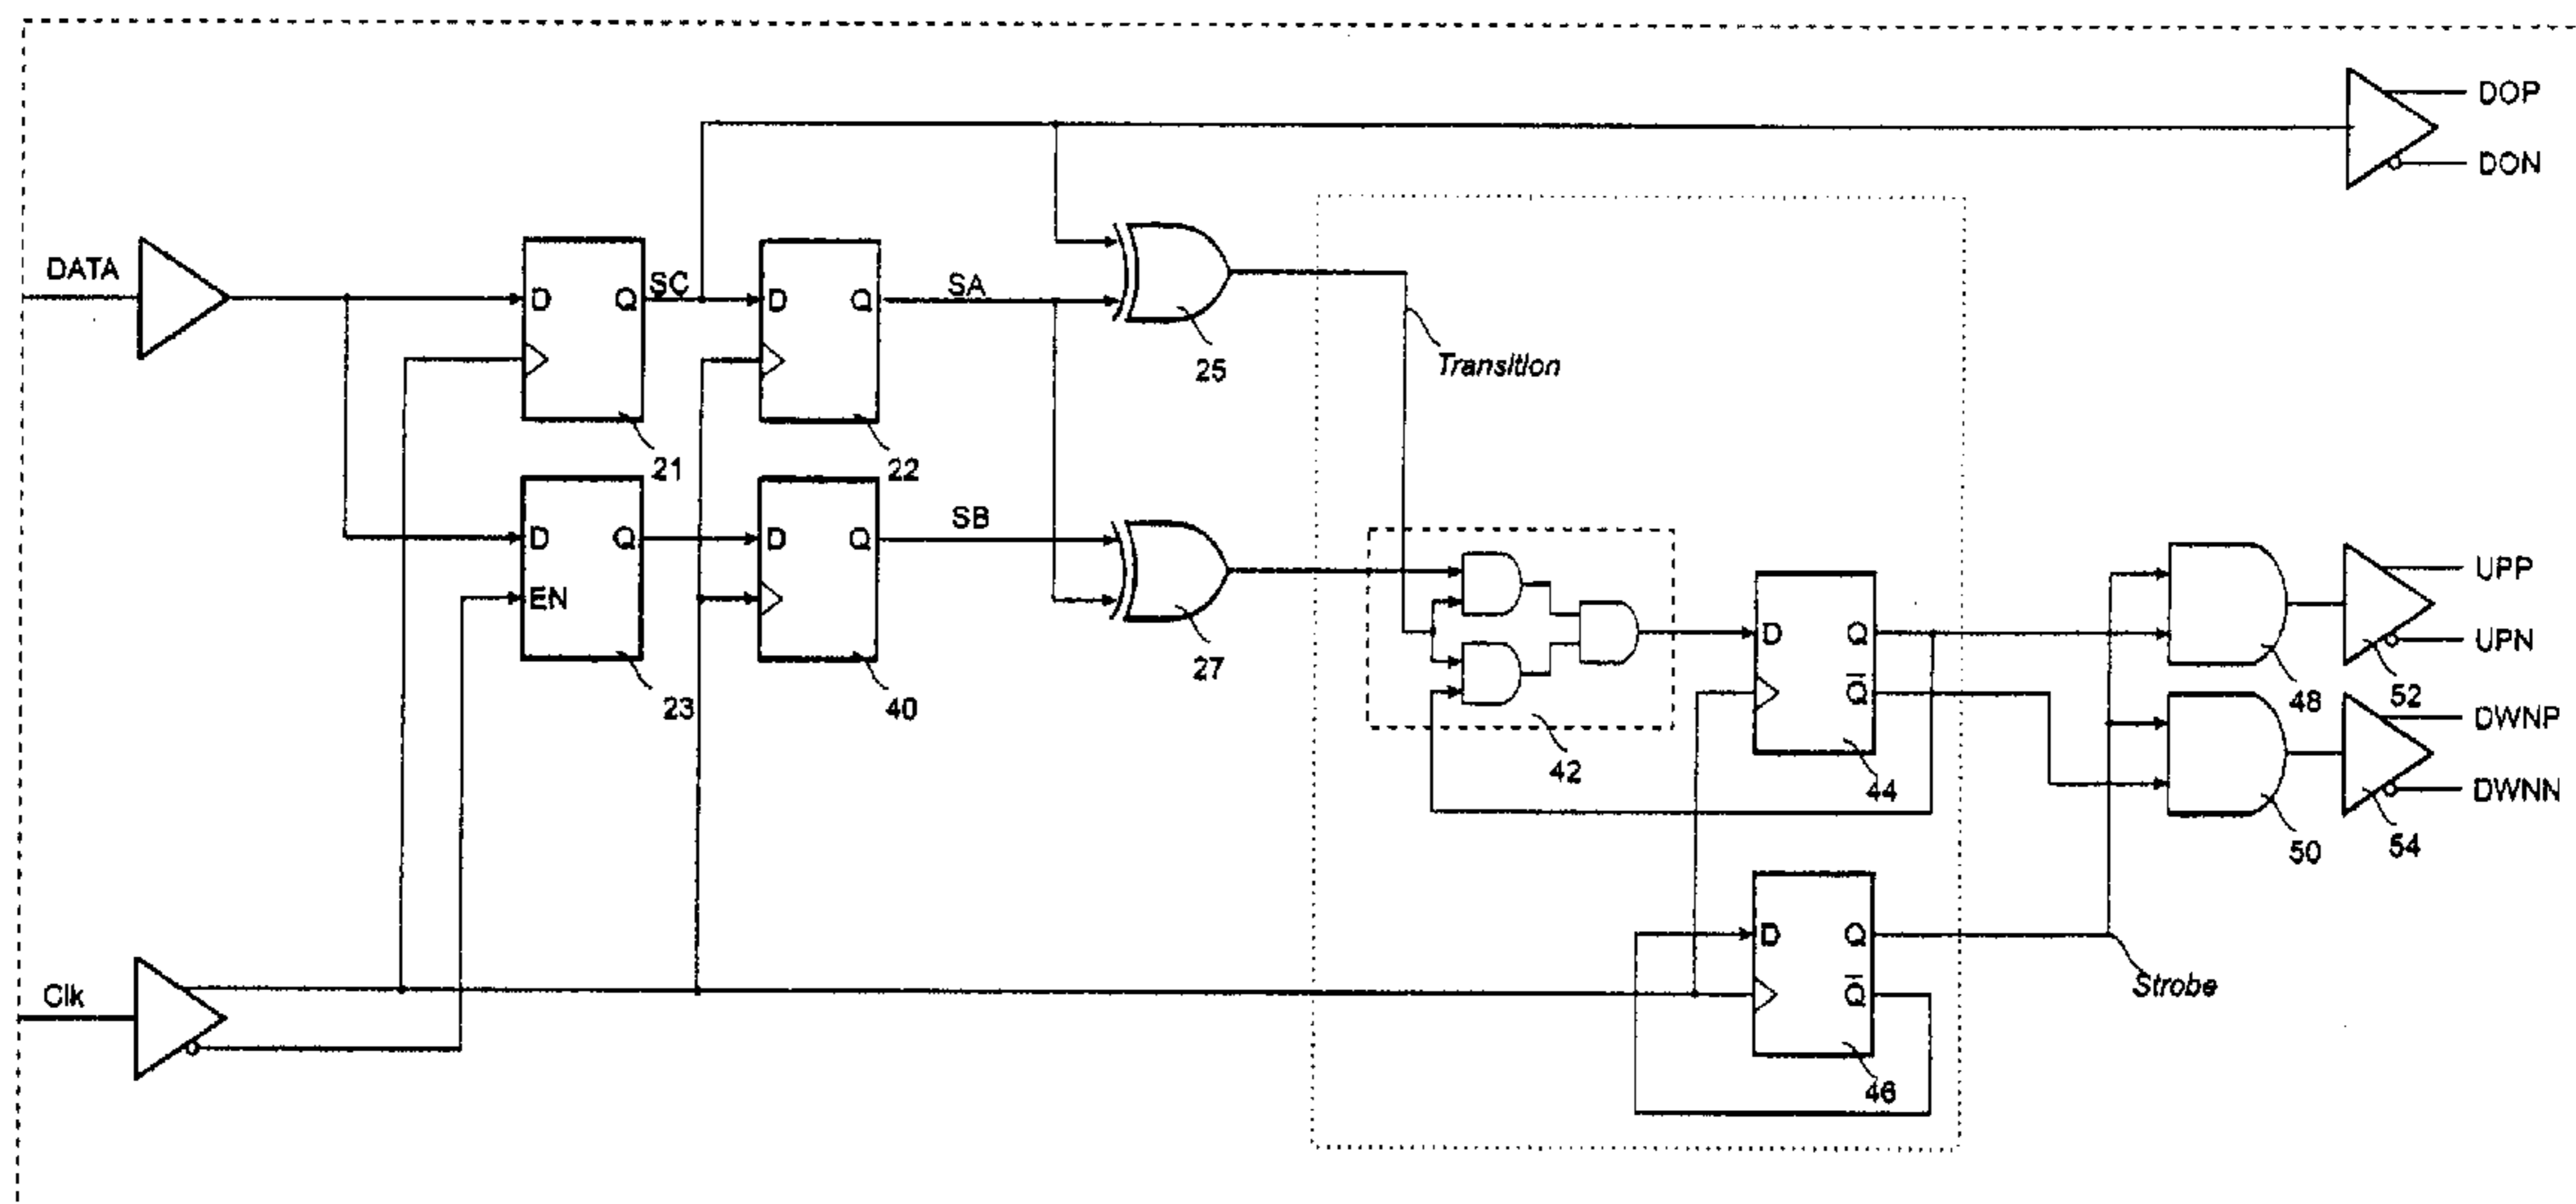 DOP
DON
DATA
D Q SC D Q SA
25
Transition
21 22
D Q D Q SB
EN
27
23 40
UPP
D Q
UPN
Q̅
48 52
DWNP
42 44
DWNN
50 54
D Q
Clk Q̅ Strobe
46